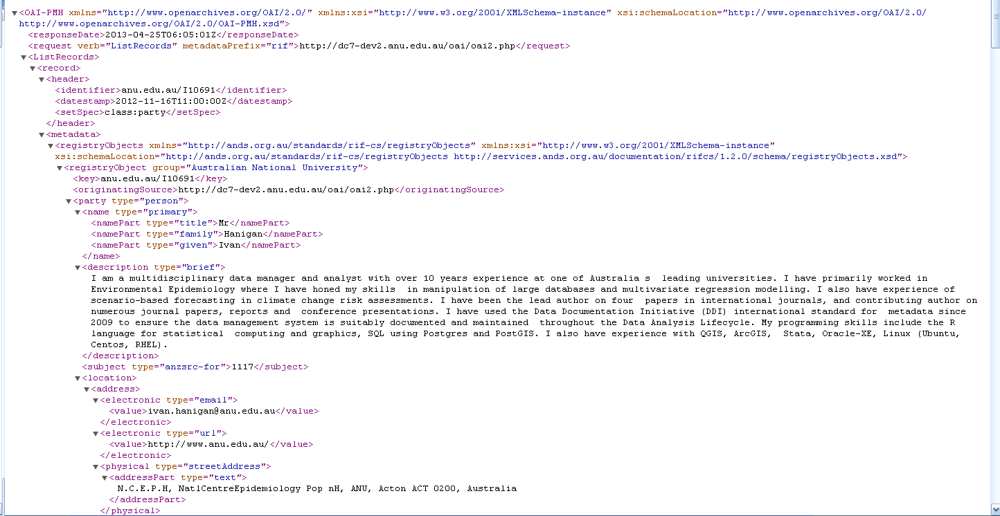 ▼<OAI-PMH xmlns="http://www.openarchives.org/OAI/2.0/" xmlns:xsi="http://www.w3.org/2001/XMLSchema-instance" xsi:schemaLocation="http://www.openarchives.org/OAI/2.0/
http://www.openarchives.org/OAI/2.0/OAI-PMH.xsd">
<responseDate>2013-04-25T06:05:01Z</responseDate>
<request verb="ListRecords" metadataPrefix="rif">http://dc7-dev2.anu.edu.au/oai/oai2.php</request>
▼<ListRecords>
▼<record>
▼<header>
<identifier>anu.edu.au/I10691</identifier>
<datestamp>2012-11-16T11:00:00Z</datestamp>
<setSpec>class:party</setSpec>
</header>
▼<metadata>
▼<registryObjects xmlns="http://ands.org.au/standards/rif-cs/registryObjects" xmlns:xsi="http://www.w3.org/2001/XMLSchema-instance"
xsi:schemaLocation="http://ands.org.au/standards/rif-cs/registryObjects http://services.ands.org.au/documentation/rifcs/1.2.0/schema/registryObjects.xsd">
▼<registryObject group="Australian National University">
<key>anu.edu.au/I10691</key>
<originatingSource>http://dc7-dev2.anu.edu.au/oai/oai2.php</originatingSource>
▼<party type="person">
▼<name type="primary">
<namePart type="title">Mr</namePart>
<namePart type="family">Hanigan</namePart>
<namePart type="given">Ivan</namePart>
</name>
▼<description type="brief">
I am a multidisciplinary data manager and analyst with over 10 years experience at one of Australia s  leading universities. I have primarily worked in
Environmental Epidemiology where I have honed my skills  in manipulation of large databases and multivariate regression modelling. I also have experience of
scenario-based forecasting in climate change risk assessments. I have been the lead author on four  papers in international journals, and contributing author on
numerous journal papers, reports and  conference presentations. I have used the Data Documentation Initiative (DDI) international standard for  metadata since
2009 to ensure the data management system is suitably documented and maintained  throughout the Data Analysis Lifecycle. My programming skills include the R
language for statistical  computing and graphics, SQL using Postgres and PostGIS. I also have experience with QGIS, ArcGIS,  Stata, Oracle-XE, Linux (Ubuntu,
Centos, RHEL).
</description>
<subject type="anzsrc-for">1117</subject>
▼<location>
▼<address>
▼<electronic type="email">
<value>ivan.hanigan@anu.edu.au</value>
</electronic>
▼<electronic type="url">
<value>http://www.anu.edu.au/</value>
</electronic>
▼<physical type="streetAddress">
▼<addressPart type="text">
N.C.E.P.H, NatlCentreEpidemiology Pop nH, ANU, Acton ACT 0200, Australia
</addressPart>
</physical>